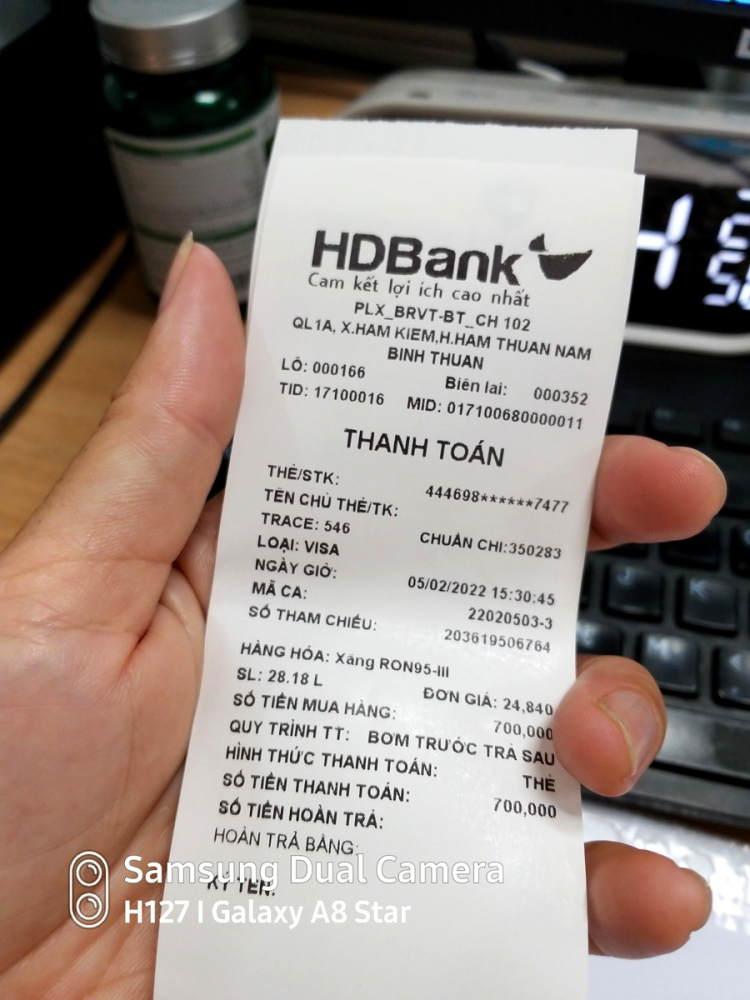 HDBank
Cam kết lợi ích cao nhất
PLX_BRVT-BT_CH 102
QL1A, X.HAM KIEM,H.HAM THUAN NAM
BINH THUAN
LÔ: 000166 Biên lai: 000352
TID: 17100016 MID: 017100680000011
THANH TOÁN
THẺ/STK: 444698******7477
TÊN CHỦ THẺ/TK:
TRACE: 546 CHUẨN CHI:350283
LOẠI: VISA
NGÀY GIỜ: 05/02/2022 15:30:45
MÃ CA: 22020503-3
SỐ THAM CHIẾU: 203619506764
HÀNG HÓA: Xăng RON95-III
SL: 28.18 L ĐƠN GIÁ: 24,840
SỐ TIỀN MUA HÀNG: 700,000
QUY TRÌNH TT: BƠM TRƯỚC TRẢ SAU
HÌNH THỨC THANH TOÁN: THẺ
SỐ TIỀN THANH TOÁN: 700,000
SỐ TIỀN HOÀN TRẢ:
HOÀN TRẢ BẰNG:
KÝ TÊN:
Samsung Dual Camera
H127 I Galaxy A8 Star